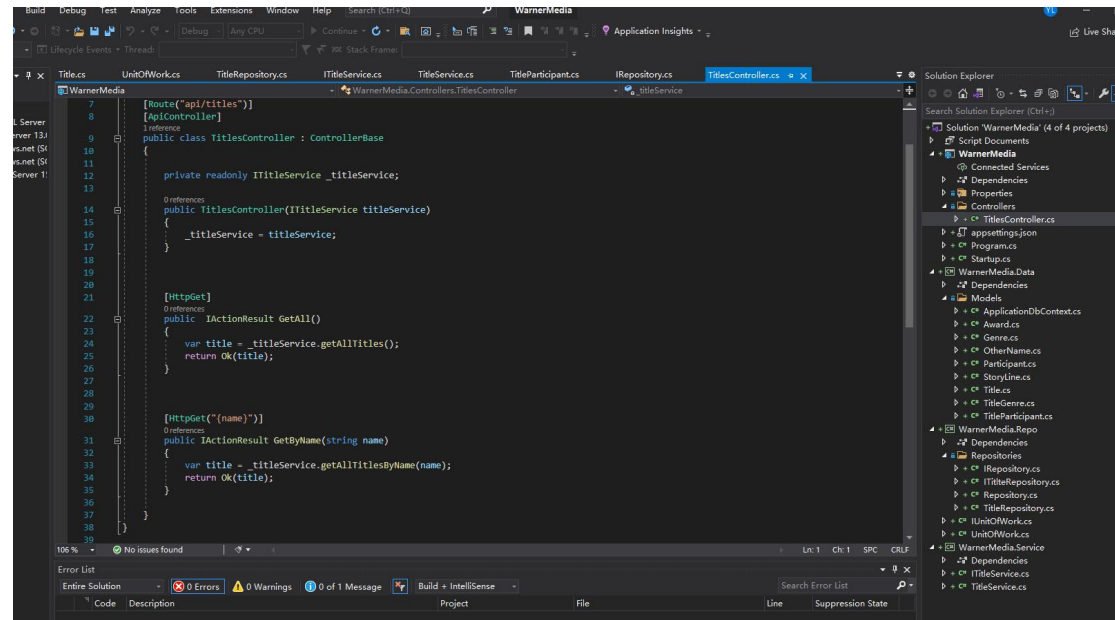 Build Debug Test Analyze Tools Extensions Window Help Search (Ctrl+Q) WarnerMedia YL
Debug Any CPU Continue Application Insights Live Sha
Lifecycle Events Thread: Stack Frame:
Title.cs UnitOfWork.cs TitleRepository.cs ITitleService.cs TitleService.cs TitleParticipant.cs IRepository.cs TitlesController.cs
WarnerMedia WarnerMedia.Controllers.TitlesController _titleService
7 [Route("api/titles")]
8 [ApiController]
1 reference
9 public class TitlesController : ControllerBase
10 {
11
12 private readonly ITitleService _titleService;
13
0 references
14 public TitlesController(ITitleService titleService)
15 {
16 _titleService = titleService;
17 }
18
19
20
21 [HttpGet]
0 references
22 public IActionResult GetAll()
23 {
24 var title = _titleService.getAllTitles();
25 return Ok(title);
26 }
27
28
29
30 [HttpGet("{name}")]
0 references
31 public IActionResult GetByName(string name)
32 {
33 var title = _titleService.getAllTitlesByName(name);
34 return Ok(title);
35 }
36
37 }
38 }
39
106 % No issues found Ln: 1 Ch: 1 SPC CRLF
Error List
Entire Solution 0 Errors 0 Warnings 0 of 1 Message Build + IntelliSense Search Error List
Code Description Project File Line Suppression State
L Server
erver 13.
ws.net (S
ws.net (S
Server 1
Solution Explorer
Search Solution Explorer (Ctrl+;)
Solution 'WarnerMedia' (4 of 4 projects)
Script Documents
WarnerMedia
Connected Services
Dependencies
Properties
Controllers
TitlesController.cs
appsettings.json
Program.cs
Startup.cs
WarnerMedia.Data
Dependencies
Models
ApplicationDbContext.cs
Award.cs
Genre.cs
OtherName.cs
Participant.cs
StoryLine.cs
Title.cs
TitleGenre.cs
TitleParticipant.cs
WarnerMedia.Repo
Dependencies
Repositories
IRepository.cs
ITitlteRepository.cs
Repository.cs
TitleRepository.cs
IUnitOfWork.cs
UnitOfWork.cs
WarnerMedia.Service
Dependencies
ITitleService.cs
TitleService.cs